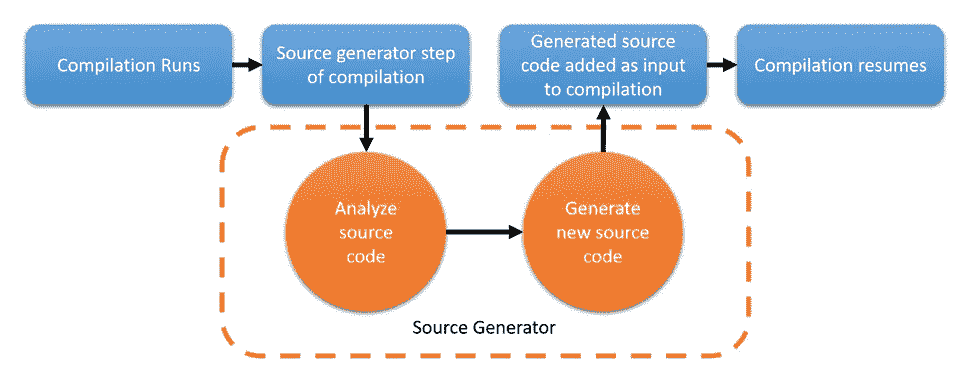 Compilation Runs
Source generator step
of compilation
Generated source
code added as input
to compilation
Compilation resumes
Analyze
source
code
Generate
new source
code
Source Generator